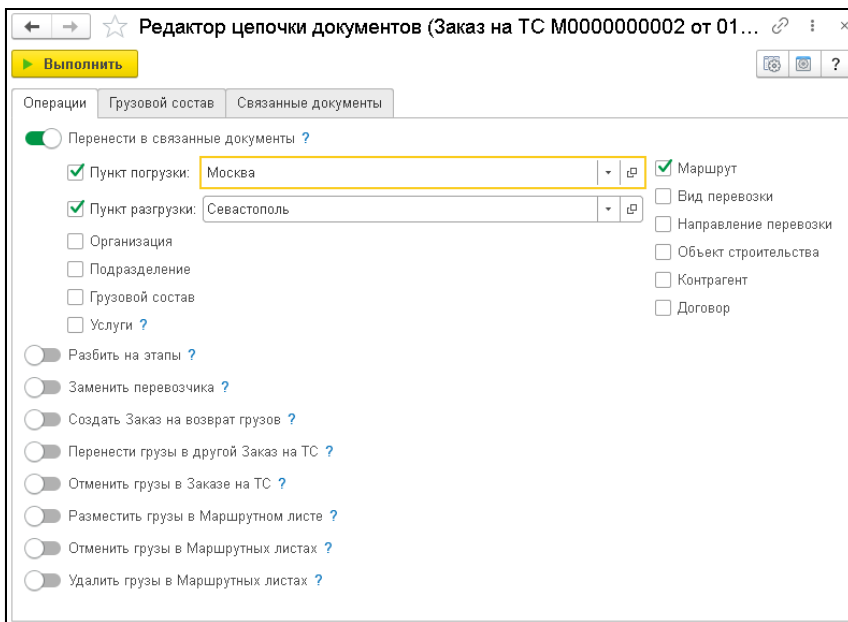 Редактор цепочки документов (Заказ на ТС М0000000002 от 01...
Выполнить ?
Операции Грузовой состав Связанные документы
Перенести в связанные документы ?
Пункт погрузки: Москва Маршрут
Вид перевозки
Пункт разгрузки: Севастополь
Направление перевозки
Организация
Объект строительства
Подразделение
Контрагент
Грузовой состав
Договор
Услуги ?
Разбить на этапы ?
Заменить перевозчика ?
Создать Заказ на возврат грузов ?
Перенести грузы в другой Заказ на ТС ?
Отменить грузы в Заказе на ТС ?
Разместить грузы в Маршрутном листе ?
Отменить грузы в Маршрутных листах ?
Удалить грузы в Маршрутных листах ?